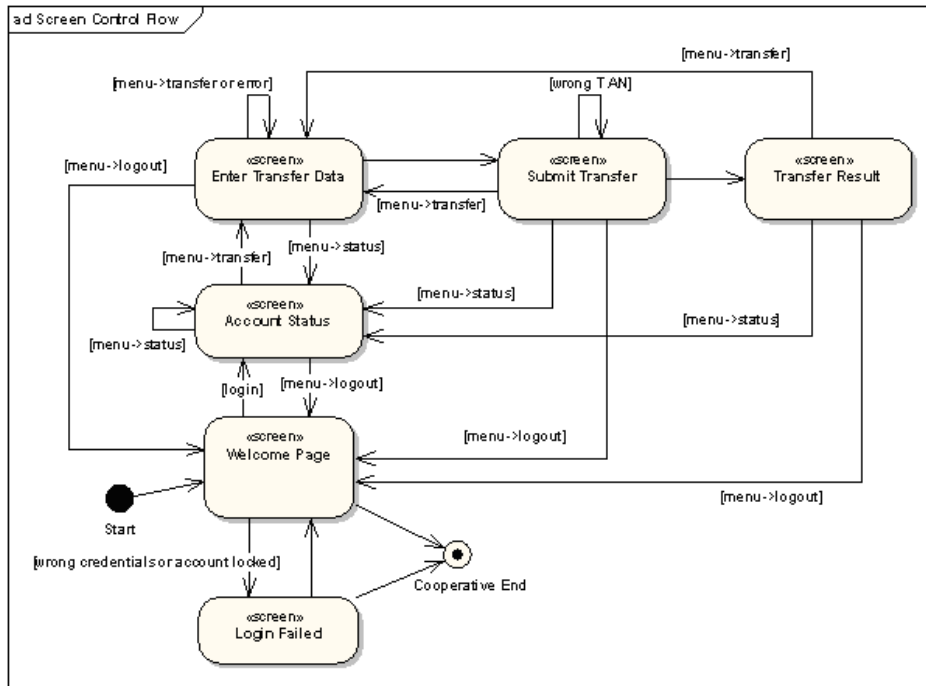 ad Screen Control Flow
[menu->transfer]
[menu->transfer or error]
[wrong TAN]
«screen»
Enter Transfer Data
«screen»
Submit Transfer
«screen»
Transfer Result
[menu->logout]
[menu->transfer]
[menu->status]
[menu->transfer]
«screen»
Account Status
[menu->status]
[menu->status]
[menu->status]
[login]
[menu->logout]
«screen»
Welcome Page
[menu->logout]
[menu->logout]
Start
[wrong credentials or account locked]
Cooperative End
«screen»
Login Failed